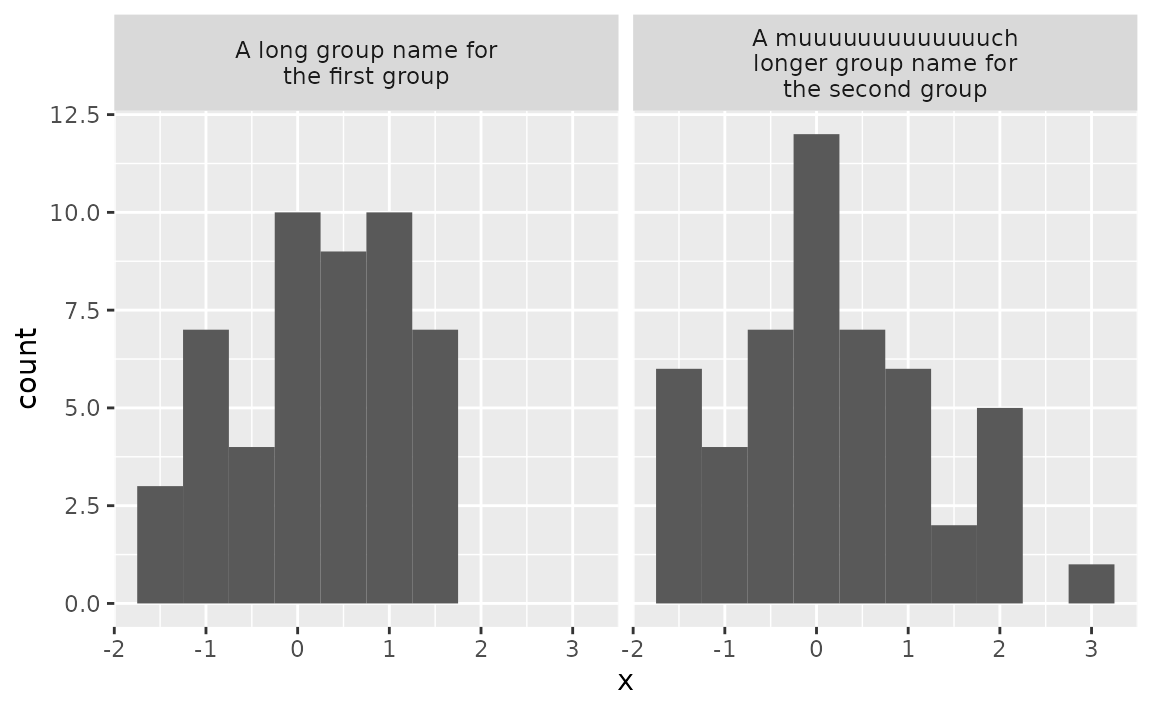 A long group name for
the first group
A muuuuuuuuuuuuuch
longer group name for
the second group
12.5
10.0
7.5
5.0
2.5
0.0
count
-2 -1 0 1 2 3
-2 -1 0 1 2 3
x